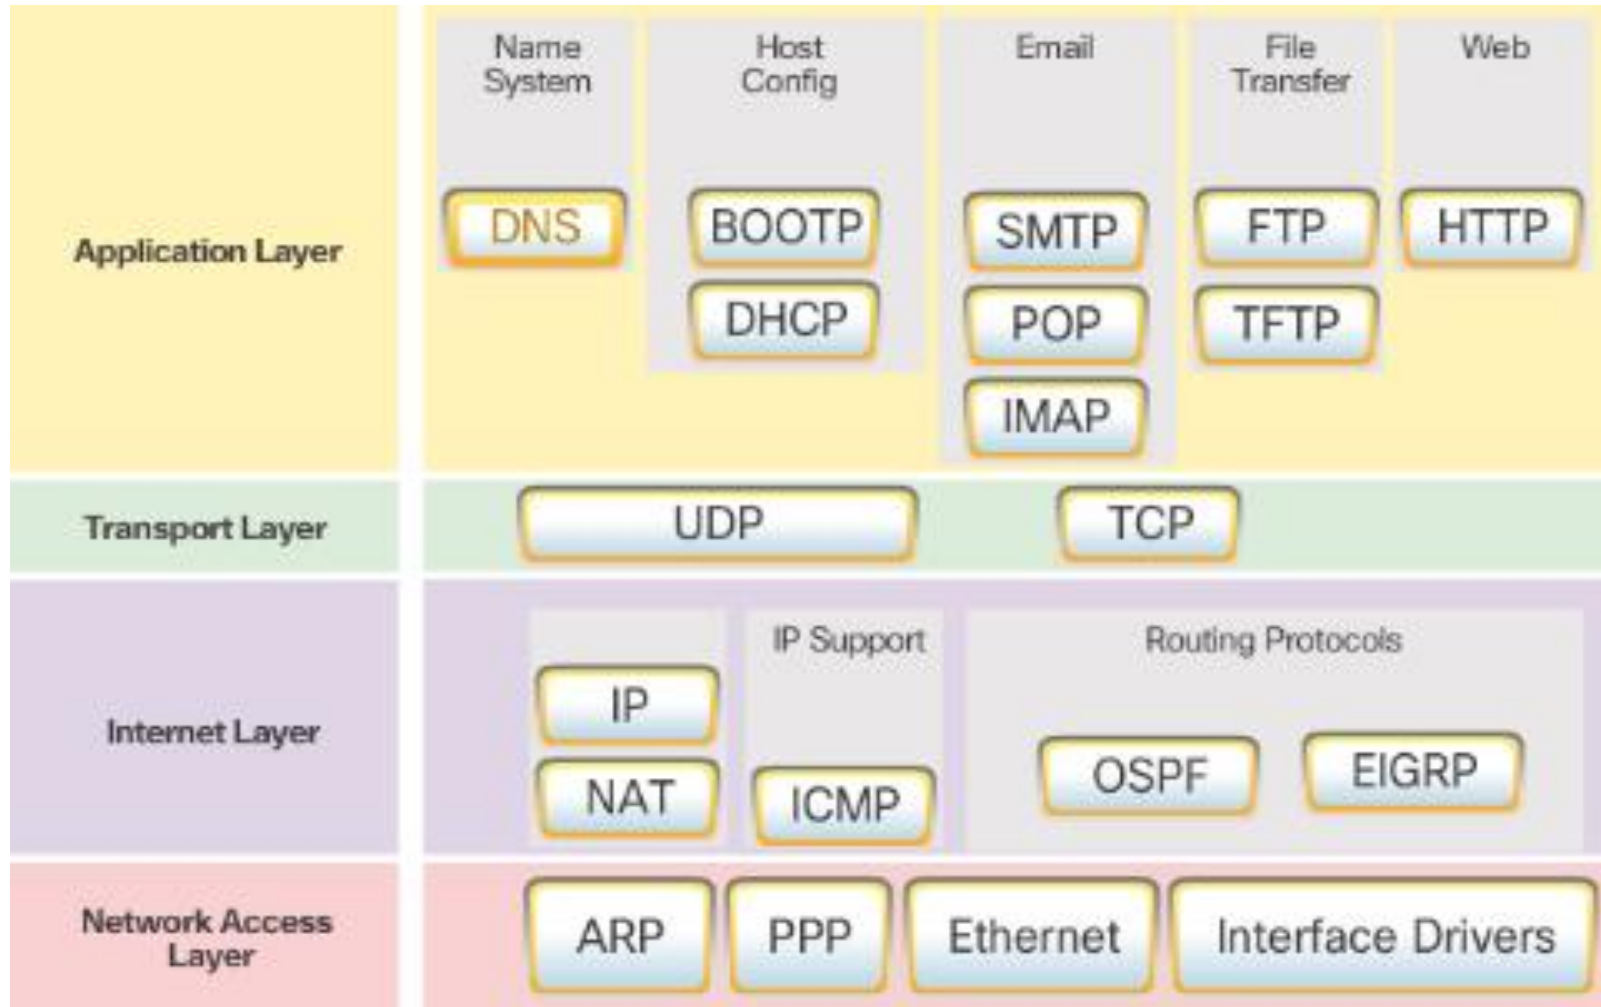 Name
System
Host
Config
Email
File
Transfer
Web
DNS
BOOTP
SMTP
FTP
HTTP
Application Layer
DHCP
POP
TFTP
IMAP
Transport Layer
UDP
TCP
IP Support
Routing Protocols
IP
Internet Layer
NAT
ICMP
OSPF
EIGRP
Network Access
Layer
ARP
PPP
Ethernet
Interface Drivers